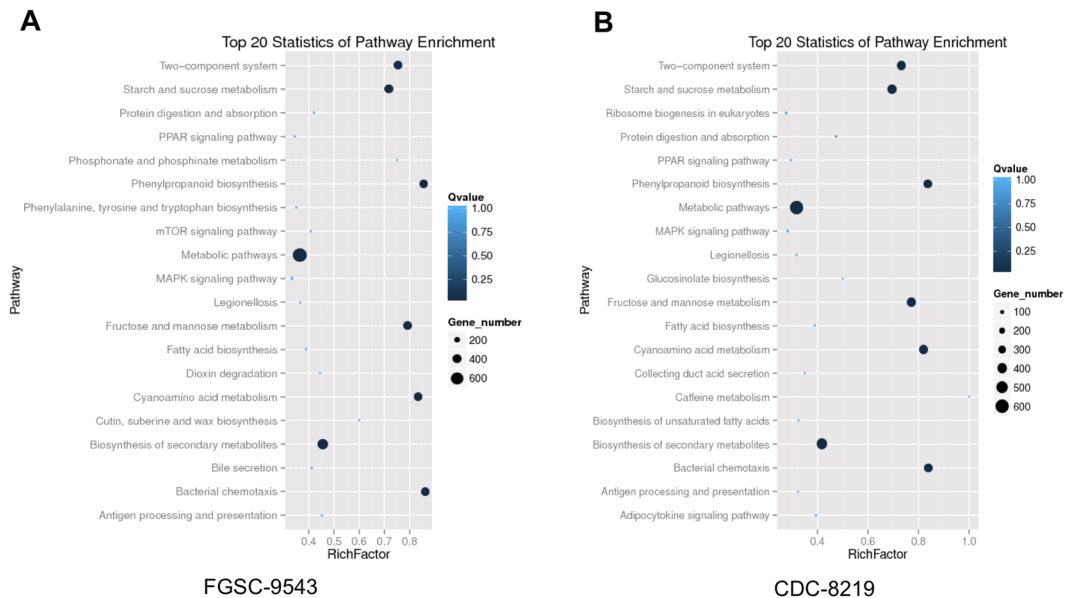 A
Top 20 Statistics of Pathway Enrichment
Pathway
Two−component system
Starch and sucrose metabolism
Protein digestion and absorption
PPAR signaling pathway
Phosphonate and phosphinate metabolism
Phenylpropanoid biosynthesis
Phenylalanine, tyrosine and tryptophan biosynthesis
mTOR signaling pathway
Metabolic pathways
MAPK signaling pathway
Legionellosis
Fructose and mannose metabolism
Fatty acid biosynthesis
Dioxin degradation
Cyanoamino acid metabolism
Cutin, suberine and wax biosynthesis
Biosynthesis of secondary metabolites
Bile secretion
Bacterial chemotaxis
Antigen processing and presentation
0.4 0.5 0.6 0.7 0.8
RichFactor
Qvalue
1.00
0.75
0.50
0.25
Gene_number
200
400
600
FGSC-9543
B
Top 20 Statistics of Pathway Enrichment
Pathway
Two−component system
Starch and sucrose metabolism
Ribosome biogenesis in eukaryotes
Protein digestion and absorption
PPAR signaling pathway
Phenylpropanoid biosynthesis
Metabolic pathways
MAPK signaling pathway
Legionellosis
Glucosinolate biosynthesis
Fructose and mannose metabolism
Fatty acid biosynthesis
Cyanoamino acid metabolism
Collecting duct acid secretion
Caffeine metabolism
Biosynthesis of unsaturated fatty acids
Biosynthesis of secondary metabolites
Bacterial chemotaxis
Antigen processing and presentation
Adipocytokine signaling pathway
0.4 0.6 0.8 1.0
RichFactor
Qvalue
1.00
0.75
0.50
0.25
Gene_number
100
200
300
400
500
600
CDC-8219